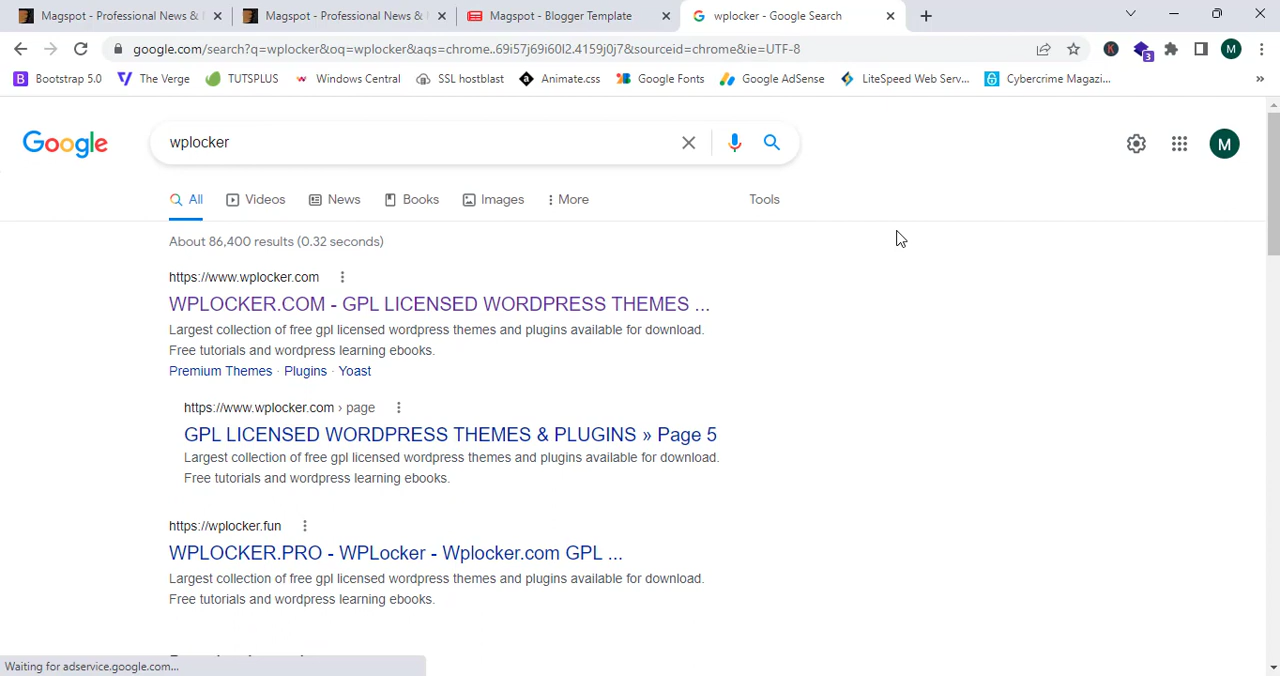 Magspot - Professional News & 
Magspot - Professional News & 
Magspot - Blogger Template
wplocker - Google Search
google.com/search?q=wplocker&oq=wplocker&aqs=chrome..69i57j69i60l2.4159j0j7&sourceid=chrome&ie=UTF-8
K
3
M
B Bootstrap 5.0
The Verge
TUTSPLUS
w Windows Central
SSL hostblast
Animate.css
Google Fonts
Google AdSense
LiteSpeed Web Serv...
Cybercrime Magazi...
»
Google
wplocker
M
All
Videos
News
Books
Images
More
Tools
About 86,400 results (0.32 seconds)
https://www.wplocker.com
WPLOCKER.COM - GPL LICENSED WORDPRESS THEMES ...
Largest collection of free gpl licensed wordpress themes and plugins available for download.
Free tutorials and wordpress learning ebooks.
Premium Themes · Plugins · Yoast
https://www.wplocker.com › page
GPL LICENSED WORDPRESS THEMES & PLUGINS » Page 5
Largest collection of free gpl licensed wordpress themes and plugins available for download.
Free tutorials and wordpress learning ebooks.
https://wplocker.fun
WPLOCKER.PRO - WPLocker - Wplocker.com GPL ...
Largest collection of free gpl licensed wordpress themes and plugins available for download.
Free tutorials and wordpress learning ebooks.
Waiting for adservice.google.com...